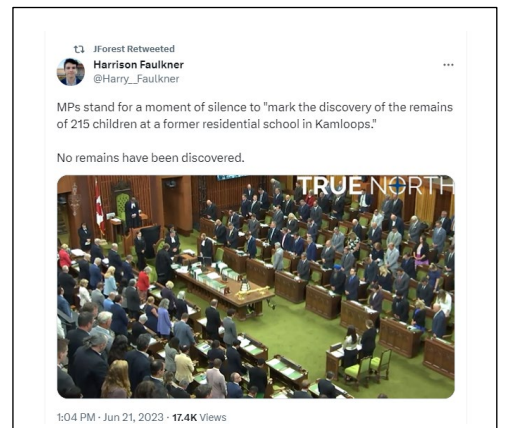 JForest Retweeted
Harrison Faulkner
@Harry__Faulkner
MPs stand for a moment of silence to "mark the discovery of the remains
of 215 children at a former residential school in Kamloops."
No remains have been discovered.
TRUE NORTH
1:04 PM · Jun 21, 2023 · 17.4K Views